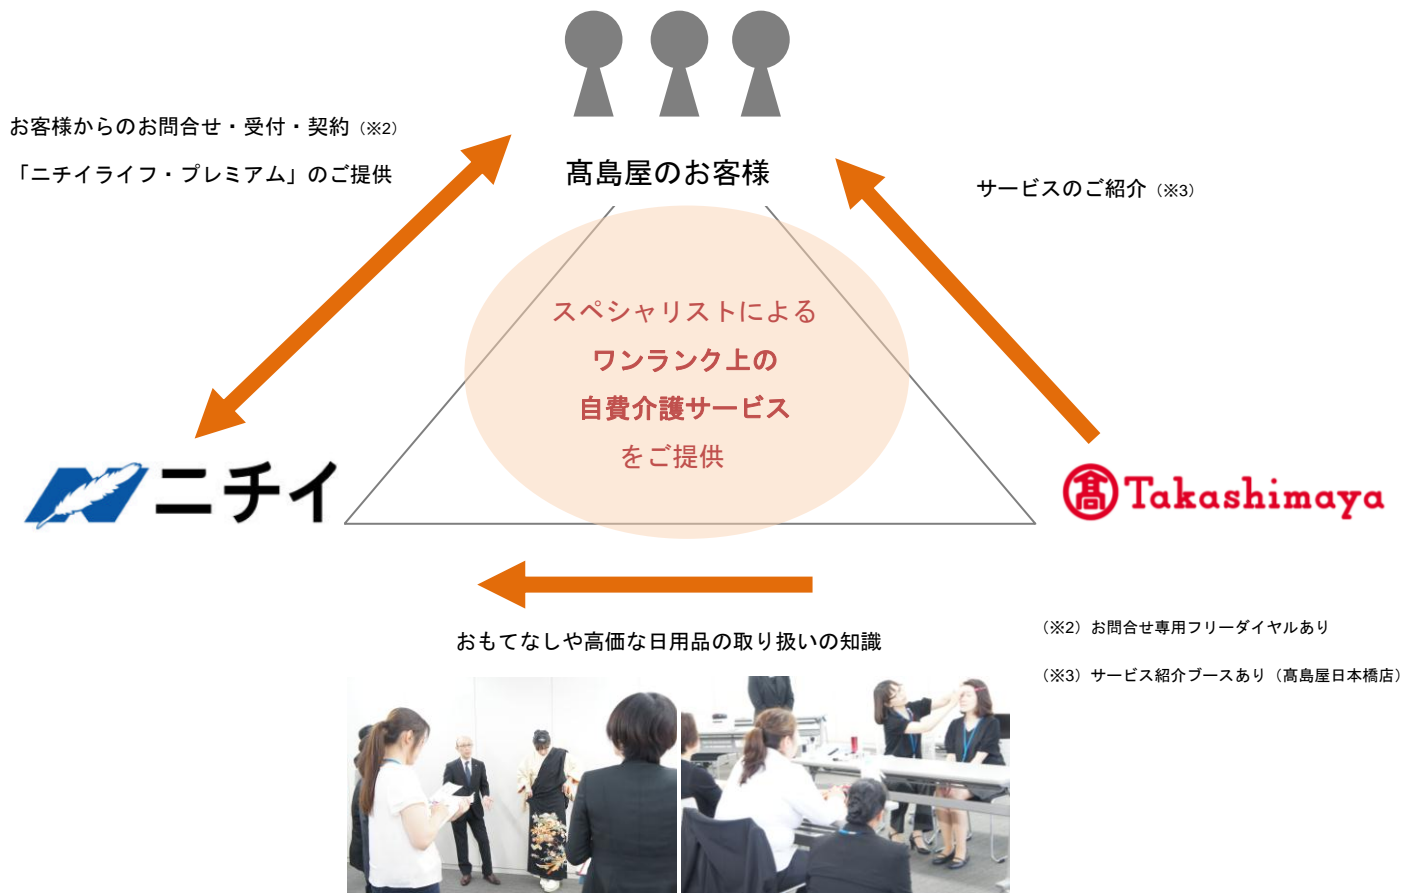 お客様からのお問合せ・受付・契約（※2）
「ニチイライフ・プレミアム」のご提供
髙島屋のお客様
サービスのご紹介（※3）
スペシャリストによる
ワンランク上の
自費介護サービス
をご提供
ニチイ
髙 Takashimaya
おもてなしや高価な日用品の取り扱いの知識
（※2）お問合せ専用フリーダイヤルあり
（※3）サービス紹介ブースあり（髙島屋日本橋店）